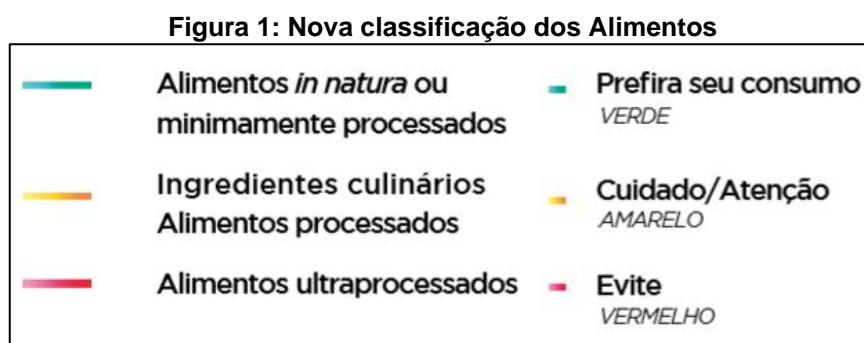 Figura 1: Nova classificação dos Alimentos
Alimentos in natura ou
minimamente processados
Prefira seu consumo
VERDE
Ingredientes culinários
Alimentos processados
Cuidado/Atenção
AMARELO
Alimentos ultraprocessados
Evite
VERMELHO